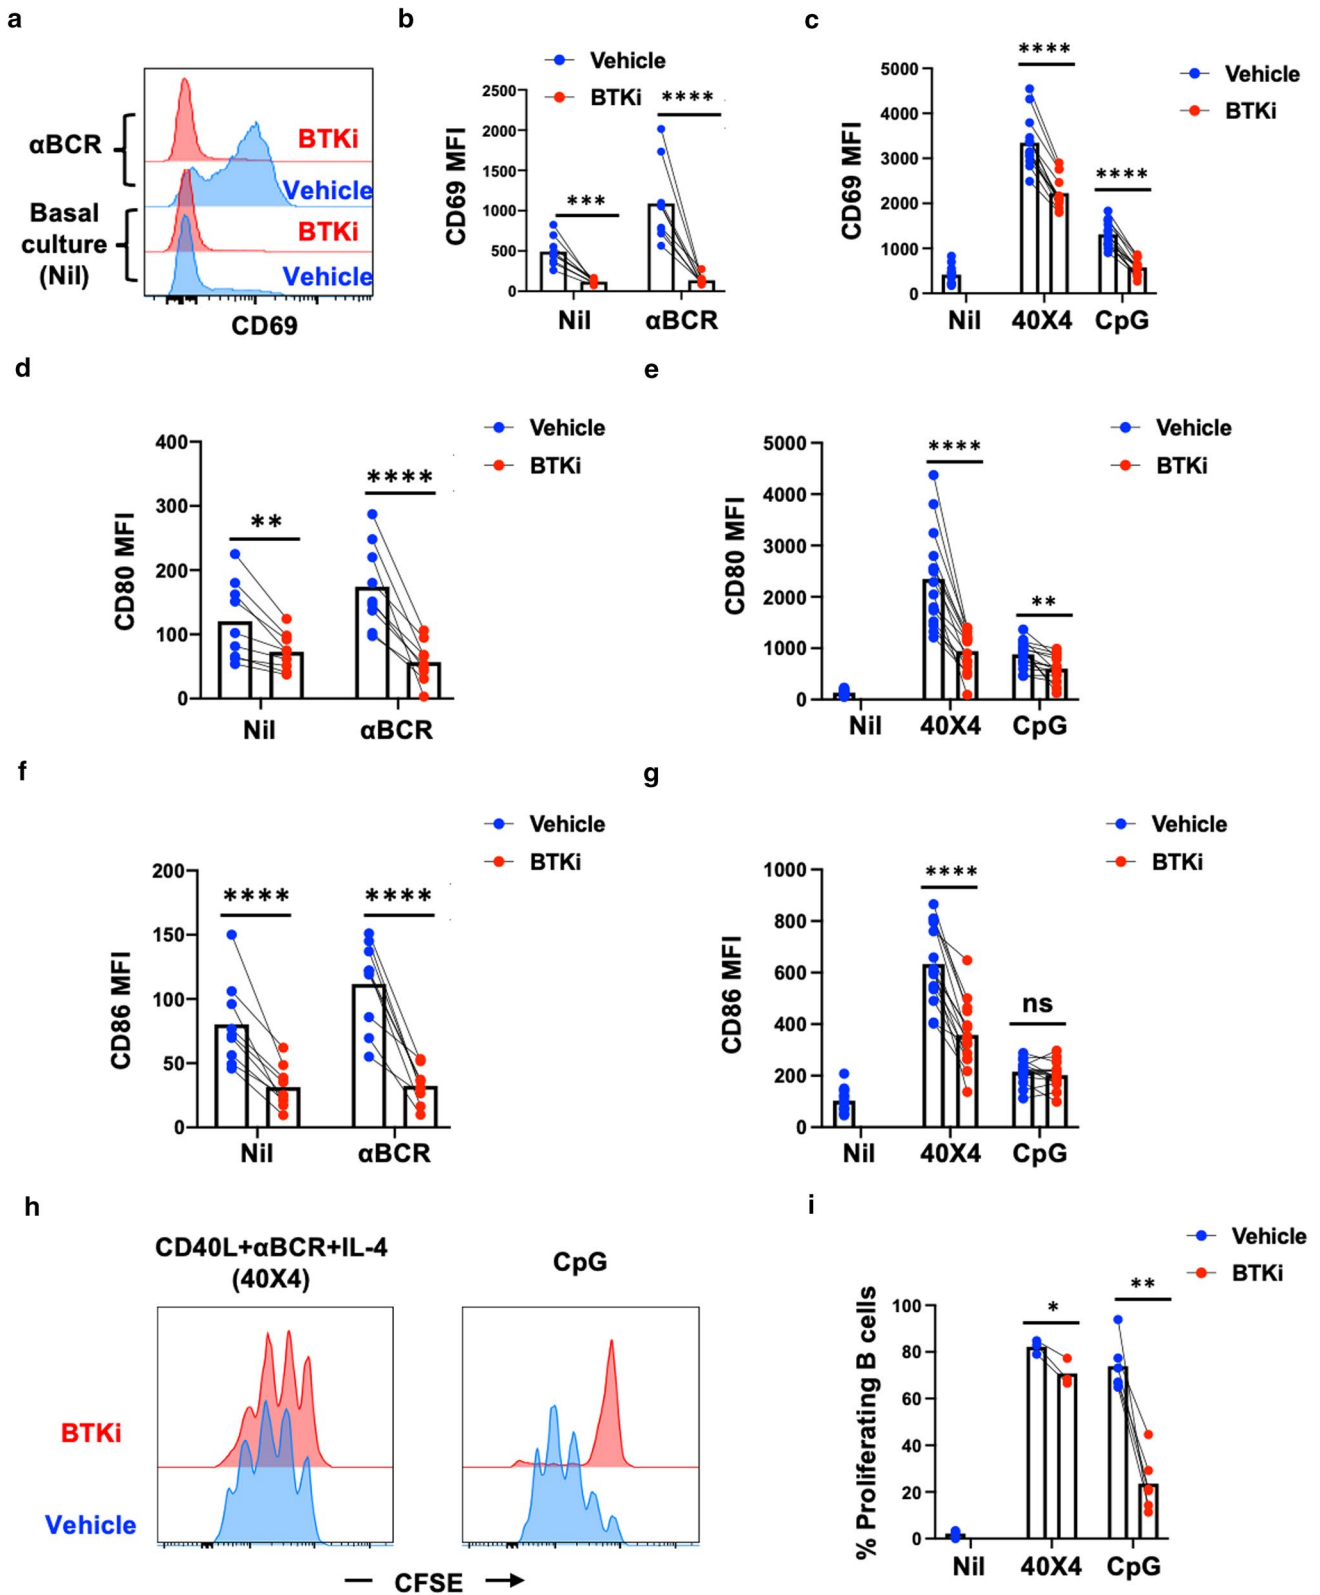 a
αBCR
Basal
culture
(Nil)
BTKi
Vehicle
BTKi
Vehicle
CD69
b
Vehicle
BTKi
CD69 MFI
2500
2000
1500
1000
500
0
***
****
Nil
αBCR
c
Vehicle
BTKi
CD69 MFI
5000
4000
3000
2000
1000
0
****
****
Nil
40X4
CpG
d
Vehicle
BTKi
CD80 MFI
400
300
200
100
0
**
****
Nil
αBCR
e
Vehicle
BTKi
CD80 MFI
5000
4000
3000
2000
1000
0
****
**
Nil
40X4
CpG
f
Vehicle
BTKi
CD86 MFI
200
150
100
50
0
****
****
Nil
αBCR
g
Vehicle
BTKi
CD86 MFI
1000
800
600
400
200
0
****
ns
Nil
40X4
CpG
h
CD40L+αBCR+IL-4
(40X4)
CpG
BTKi
Vehicle
CFSE
i
Vehicle
BTKi
% Proliferating B cells
100
80
60
40
20
0
*
**
Nil
40X4
CpG